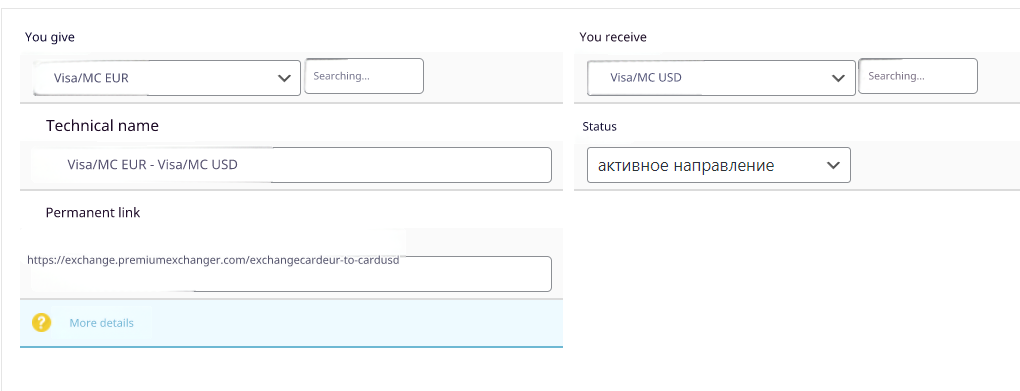 You give
You receive
Visa/MC EUR
Searching...
Visa/MC USD
Searching...
Technical name
Status
Visa/MC EUR - Visa/MC USD
активное направление
Permanent link
https://exchange.premiumexchanger.com/exchangecardeur-to-cardusd
More details